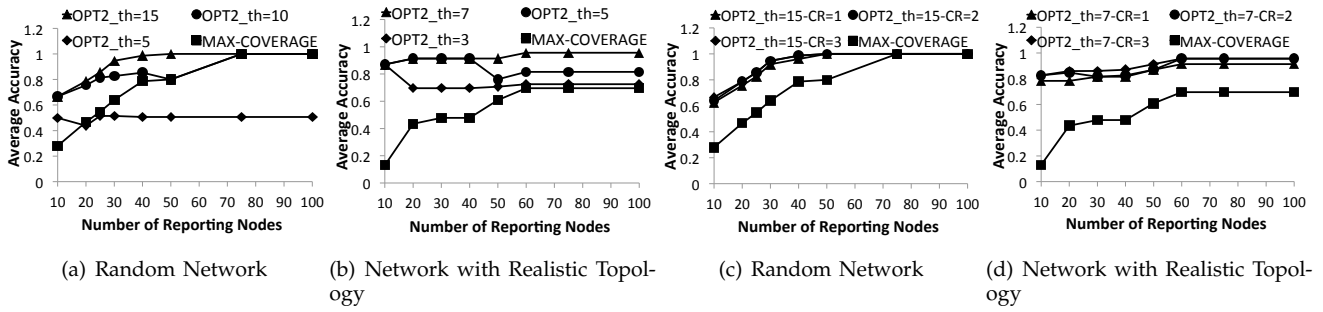 OPT2_th=15 OPT2_th=10
OPT2_th=5 MAX-COVERAGE
Average Accuracy
1.2
1
0.8
0.6
0.4
0.2
0
10 20 30 40 50 60 70 80 90 100
Number of Reporting Nodes
(a) Random Network
OPT2_th=7 OPT2_th=5
OPT2_th=3 MAX-COVERAGE
Average Accuracy
1.2
1
0.8
0.6
0.4
0.2
0
10 20 30 40 50 60 70 80 90 100
Number of Reporting Nodes
(b) Network with Realistic Topol-
ogy
OPT2_th=15-CR=1 OPT2_th=15-CR=2
OPT2_th=15-CR=3 MAX-COVERAGE
Average Accuracy
1.2
1
0.8
0.6
0.4
0.2
0
10 20 30 40 50 60 70 80 90 100
Number of Reporting Nodes
(c) Random Network
OPT2_th=7-CR=1 OPT2_th=7-CR=2
OPT2_th=7-CR=3 MAX-COVERAGE
Average Accuracy
1.2
1
0.8
0.6
0.4
0.2
0
10 20 30 40 50 60 70 80 90 100
Number of Reporting Nodes
(d) Network with Realistic Topol-
ogy